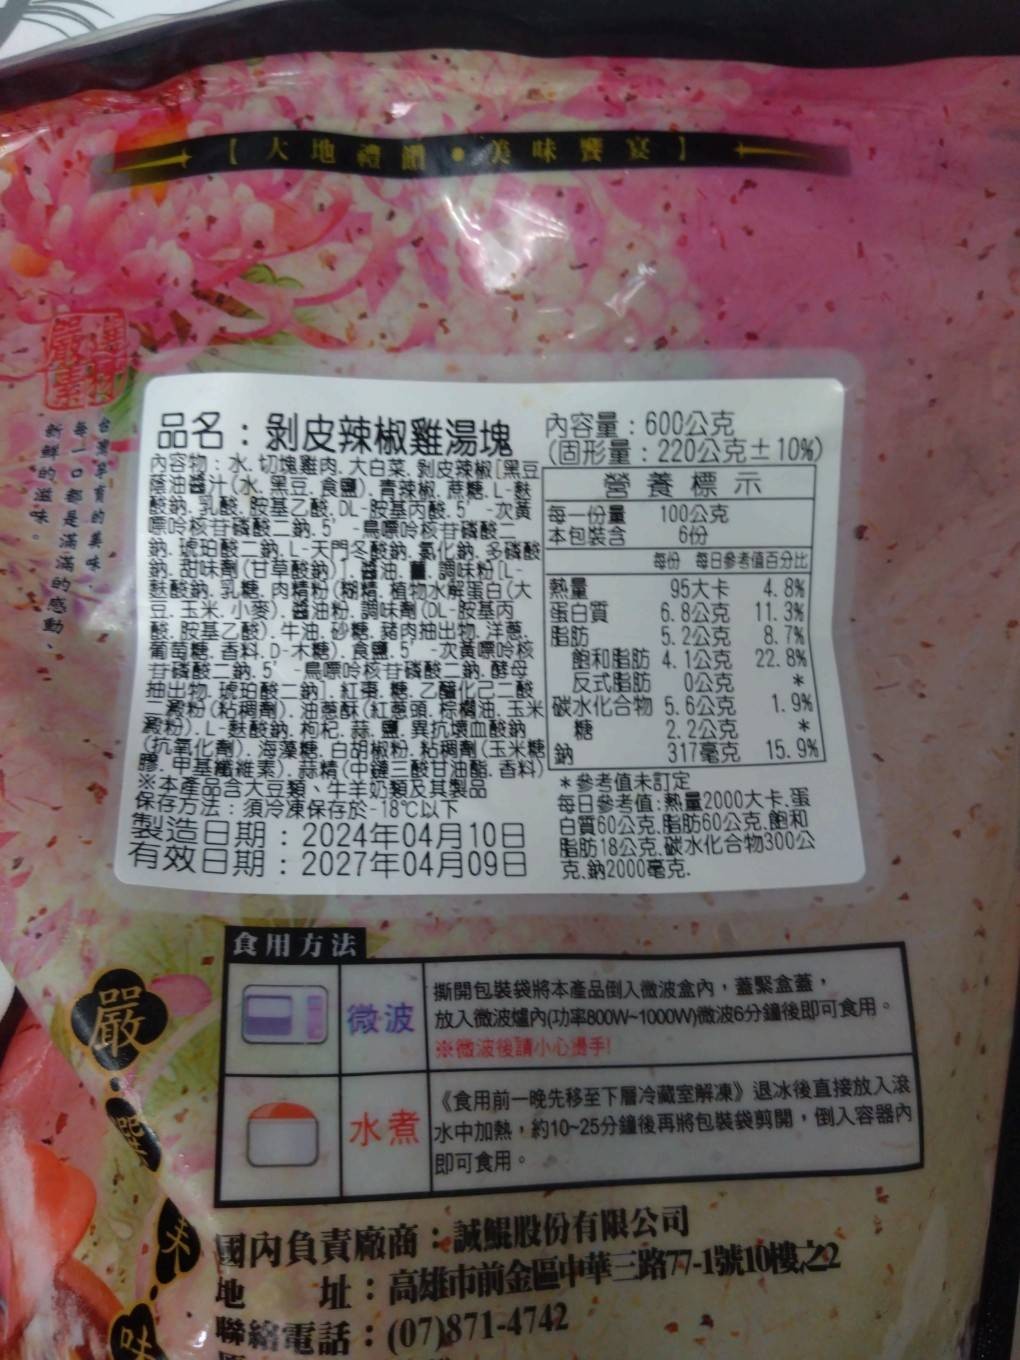 【大地禮讚●美味饗宴】
嚴選
台灣孕育的美味，
每一口都是滿滿的感動、
新鮮的滋味。
品名：剝皮辣椒雞湯塊
內容物：水.切塊雞肉.大白菜.剝皮辣椒[黑豆
蔭油醬汁(水.黑豆.食鹽).青辣椒.蔗糖.L-麩
酸鈉.乳酸.胺基乙酸.DL-胺基丙酸.5'-次黃
嘌呤核苷磷酸二鈉.5'-鳥嘌呤核苷磷酸二
鈉.琥珀酸二鈉.L-天門冬酸鈉.氯化鈉.多磷酸
鈉.甜味劑(甘草酸鈉)].醬油.薑.調味粉[L-
麩酸鈉.乳糖.肉精粉(糊精.植物水解蛋白(大
豆.玉米.小麥).醬油粉.調味劑(DL-胺基丙
酸.胺基乙酸).牛油.砂糖.豬肉抽出物.洋蔥.
葡萄糖.香料.D-木糖).食鹽.5'-次黃嘌呤核
苷磷酸二鈉.5'-鳥嘌呤核苷磷酸二鈉.酵母
抽出物.琥珀酸二鈉].紅棗.糖.乙醯化己二酸
二澱粉(粘稠劑).油蔥酥(紅蔥頭.棕櫚油.玉米
澱粉).L-麩酸鈉.枸杞.蒜.鹽.異抗壞血酸鈉
(抗氧化劑).海藻糖.白胡椒粉.粘稠劑(玉米糖
膠.甲基纖維素).蒜精(中鏈三酸甘油酯.香料)
※本產品含大豆類、牛羊奶類及其製品
保存方法：須冷凍保存於-18℃以下
製造日期：2024年04月10日
有效日期：2027年04月09日
內容量：600公克
(固形量：220公克±10%)
營養標示
每一份量 100公克
本包裝含 6份
每份 每日參考值百分比
熱量 95大卡 4.8%
蛋白質 6.8公克 11.3%
脂肪 5.2公克 8.7%
飽和脂肪 4.1公克 22.8%
反式脂肪 0公克 *
碳水化合物 5.6公克 1.9%
糖 2.2公克 *
鈉 317毫克 15.9%
*參考值未訂定
每日參考值:熱量2000大卡.蛋
白質60公克.脂肪60公克.飽和
脂肪18公克.碳水化合物300公
克.鈉2000毫克.
食用方法
微波
撕開包裝袋將本產品倒入微波盒內，蓋緊盒蓋，
放入微波爐內(功率800W~1000W)微波6分鐘後即可食用。
※微波後請小心燙手!
水煮
《食用前一晚先移至下層冷藏室解凍》退冰後直接放入滾
水中加熱，約10~25分鐘後再將包裝袋剪開，倒入容器內
即可食用。
嚴
選
美
味
國內負責廠商：誠鯤股份有限公司
地 址：高雄市前金區中華三路77-1號10樓之2
聯絡電話：(07)871-4742